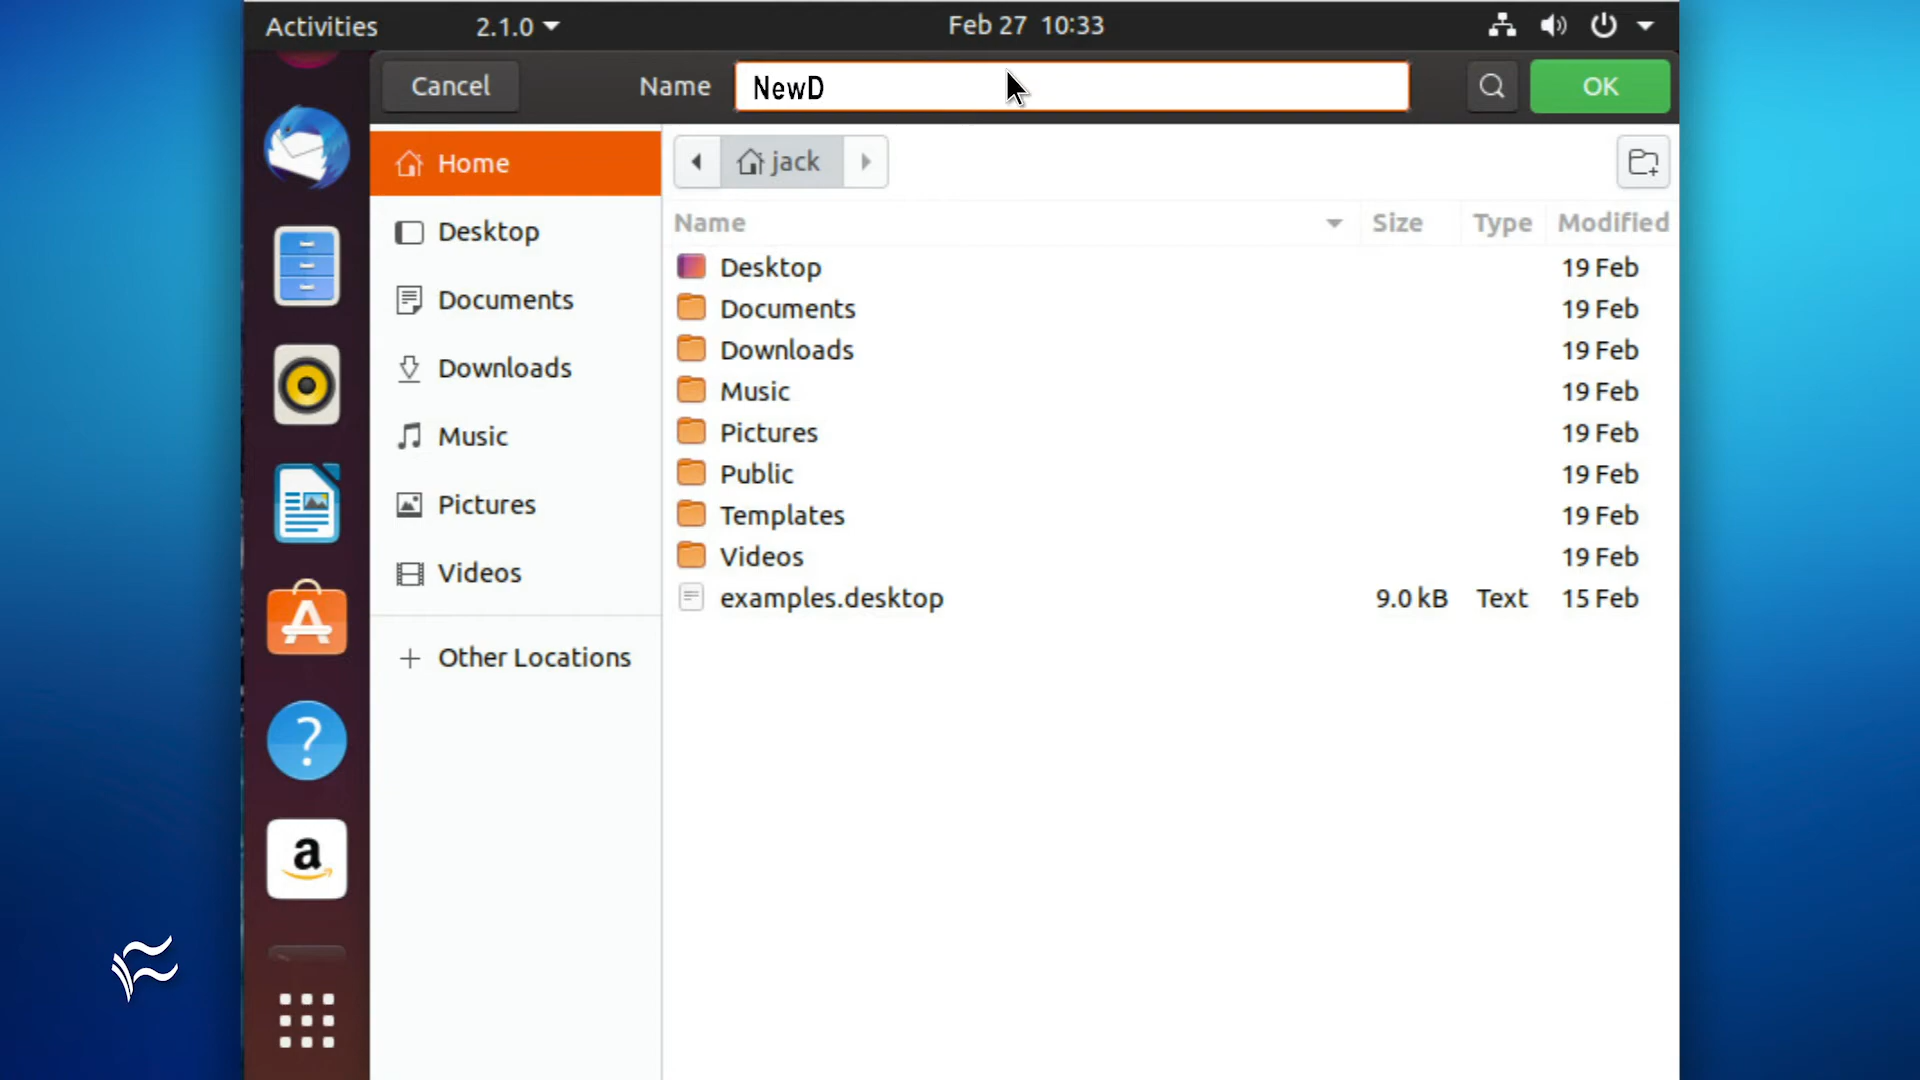 Activities 2.1.0 Feb 27 10:33
Cancel Name NewD OK
Home
Desktop
Documents
Downloads
Music
Pictures
Videos
Other Locations
jack
Name Size Type Modified
Desktop 19 Feb
Documents 19 Feb
Downloads 19 Feb
Music 19 Feb
Pictures 19 Feb
Public 19 Feb
Templates 19 Feb
Videos 19 Feb
examples.desktop 9.0 kB Text 15 Feb
a
?